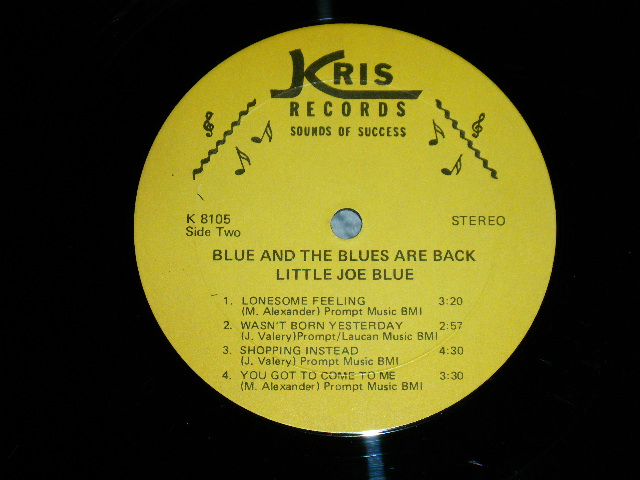 KRIS
RECORDS
SOUNDS OF SUCCESS
K 8105 STEREO
Side Two
BLUE AND THE BLUES ARE BACK
LITTLE JOE BLUE
1. LONESOME FEELING 3:20
(M. Alexander) Prompt Music BMI
2. WASN'T BORN YESTERDAY 2:57
(J. Valery)Prompt/Laucan Music BMI
3. SHOPPING INSTEAD 4:30
(J. Valery) Prompt Music BMI
4. YOU GOT TO COME TO ME 3:30
(M. Alexander) Prompt Music BMI